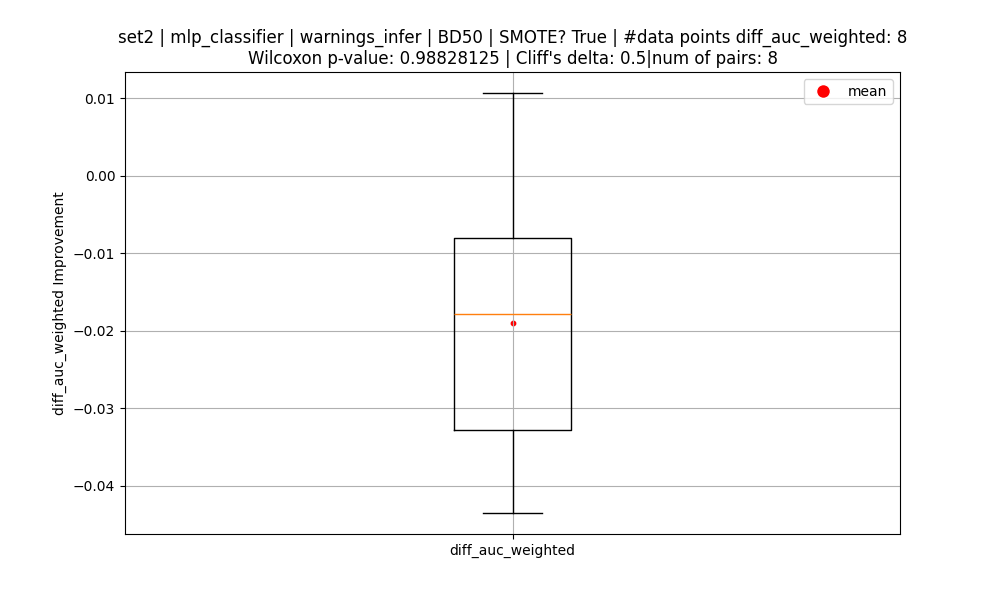 set2 | mlp_classifier | warnings_infer | BD50 | SMOTE? True | #data points diff_auc_weighted: 8
Wilcoxon p-value: 0.98828125 | Cliff's delta: 0.5|num of pairs: 8
mean
0.01
0.00
−0.01
−0.02
−0.03
−0.04
diff_auc_weighted Improvement
diff_auc_weighted